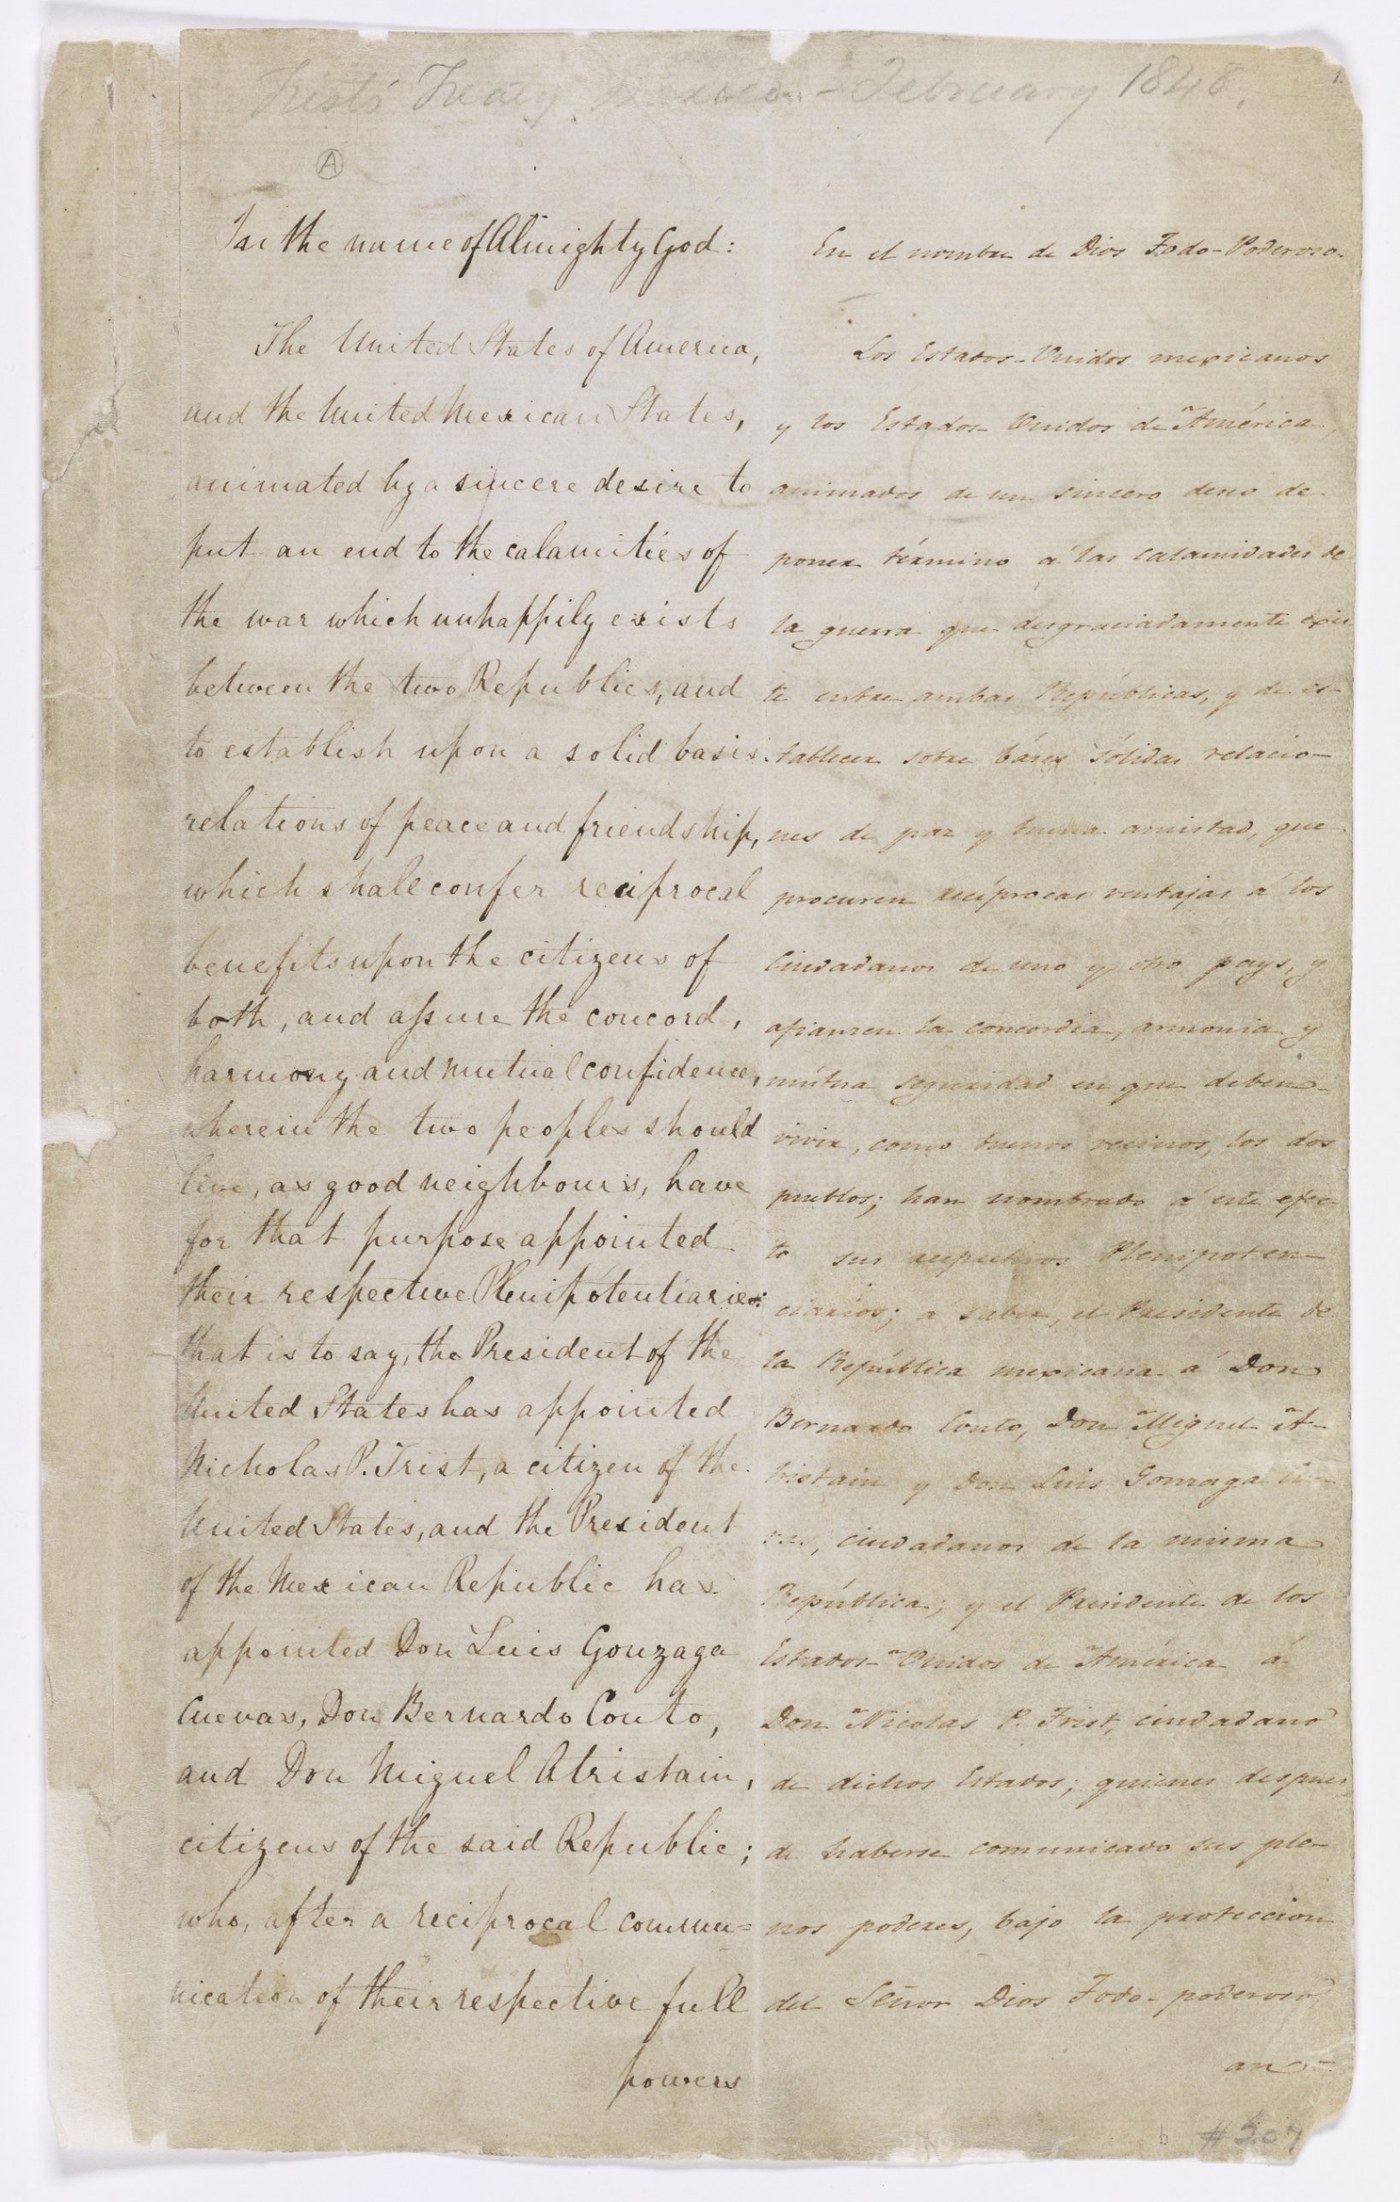 Trist's Treaty, Mexico - February 1848.
1.
A
In the name of Almighty God:
The United States of America,
and the United Mexican States,
animated by a sincere desire to
put an end to the calamities of
the war which unhappily exists
between the two Republics, and
to establish upon a solid basis
relations of peace and friendship,
which shall confer reciprocal
benefits upon the citizens of
both, and assure the concord,
harmony and mutual confidence,
wherein the two peoples should
live, as good neighbours, have
for that purpose appointed
their respective Plenipotentiaries:
that is to say, the President of the
United States has appointed
Nicholas P. Trist, a citizen of the
United States, and the President
of the Mexican Republic has
appointed Don Luis Gonzaga
Cuevas, Don Bernardo Couto,
and Don Miguel Atristain,
citizens of the said Republic;
who, after a reciprocal commu=
nication of their respective full
powers
En el nombre de Dios Todo-Poderoso.
Los Estados-Unidos mexicanos
y los Estados-Unidos de América,
animados de un sincero deseo de
poner término á las calamidades de
la guerra que desgraciadamente exis
te entre ambas Repúblicas, y de es-
tablecer sobre báses sólidas relacio-
nes de paz y buena amistad, que
procuren recíprocas ventajas á los
Ciudadanos de uno y otro pays, y
afianzen la concordia, armonia y
mútua seguridad en que deben
vivir, como buenos vecinos, los dos
pueblos; han nombrado á este efec-
to sus respectivos Plenipoten-
ciarios; á saber, el Presidente de
la República mexicana á Don
Bernardo Couto, Don Miguel A-
tristain y Don Luis Gonzaga
ciudadanos de la misma
República; y el Presidente de los
Estados-Unidos de América á
Don Nicolas P. Trist, ciudadano
de dichos Estados; quienes despues
de haberse comunicado sus ple-
nos poderes, bajo la proteccion
del Señor Dios Todo-poderoso,
b #207